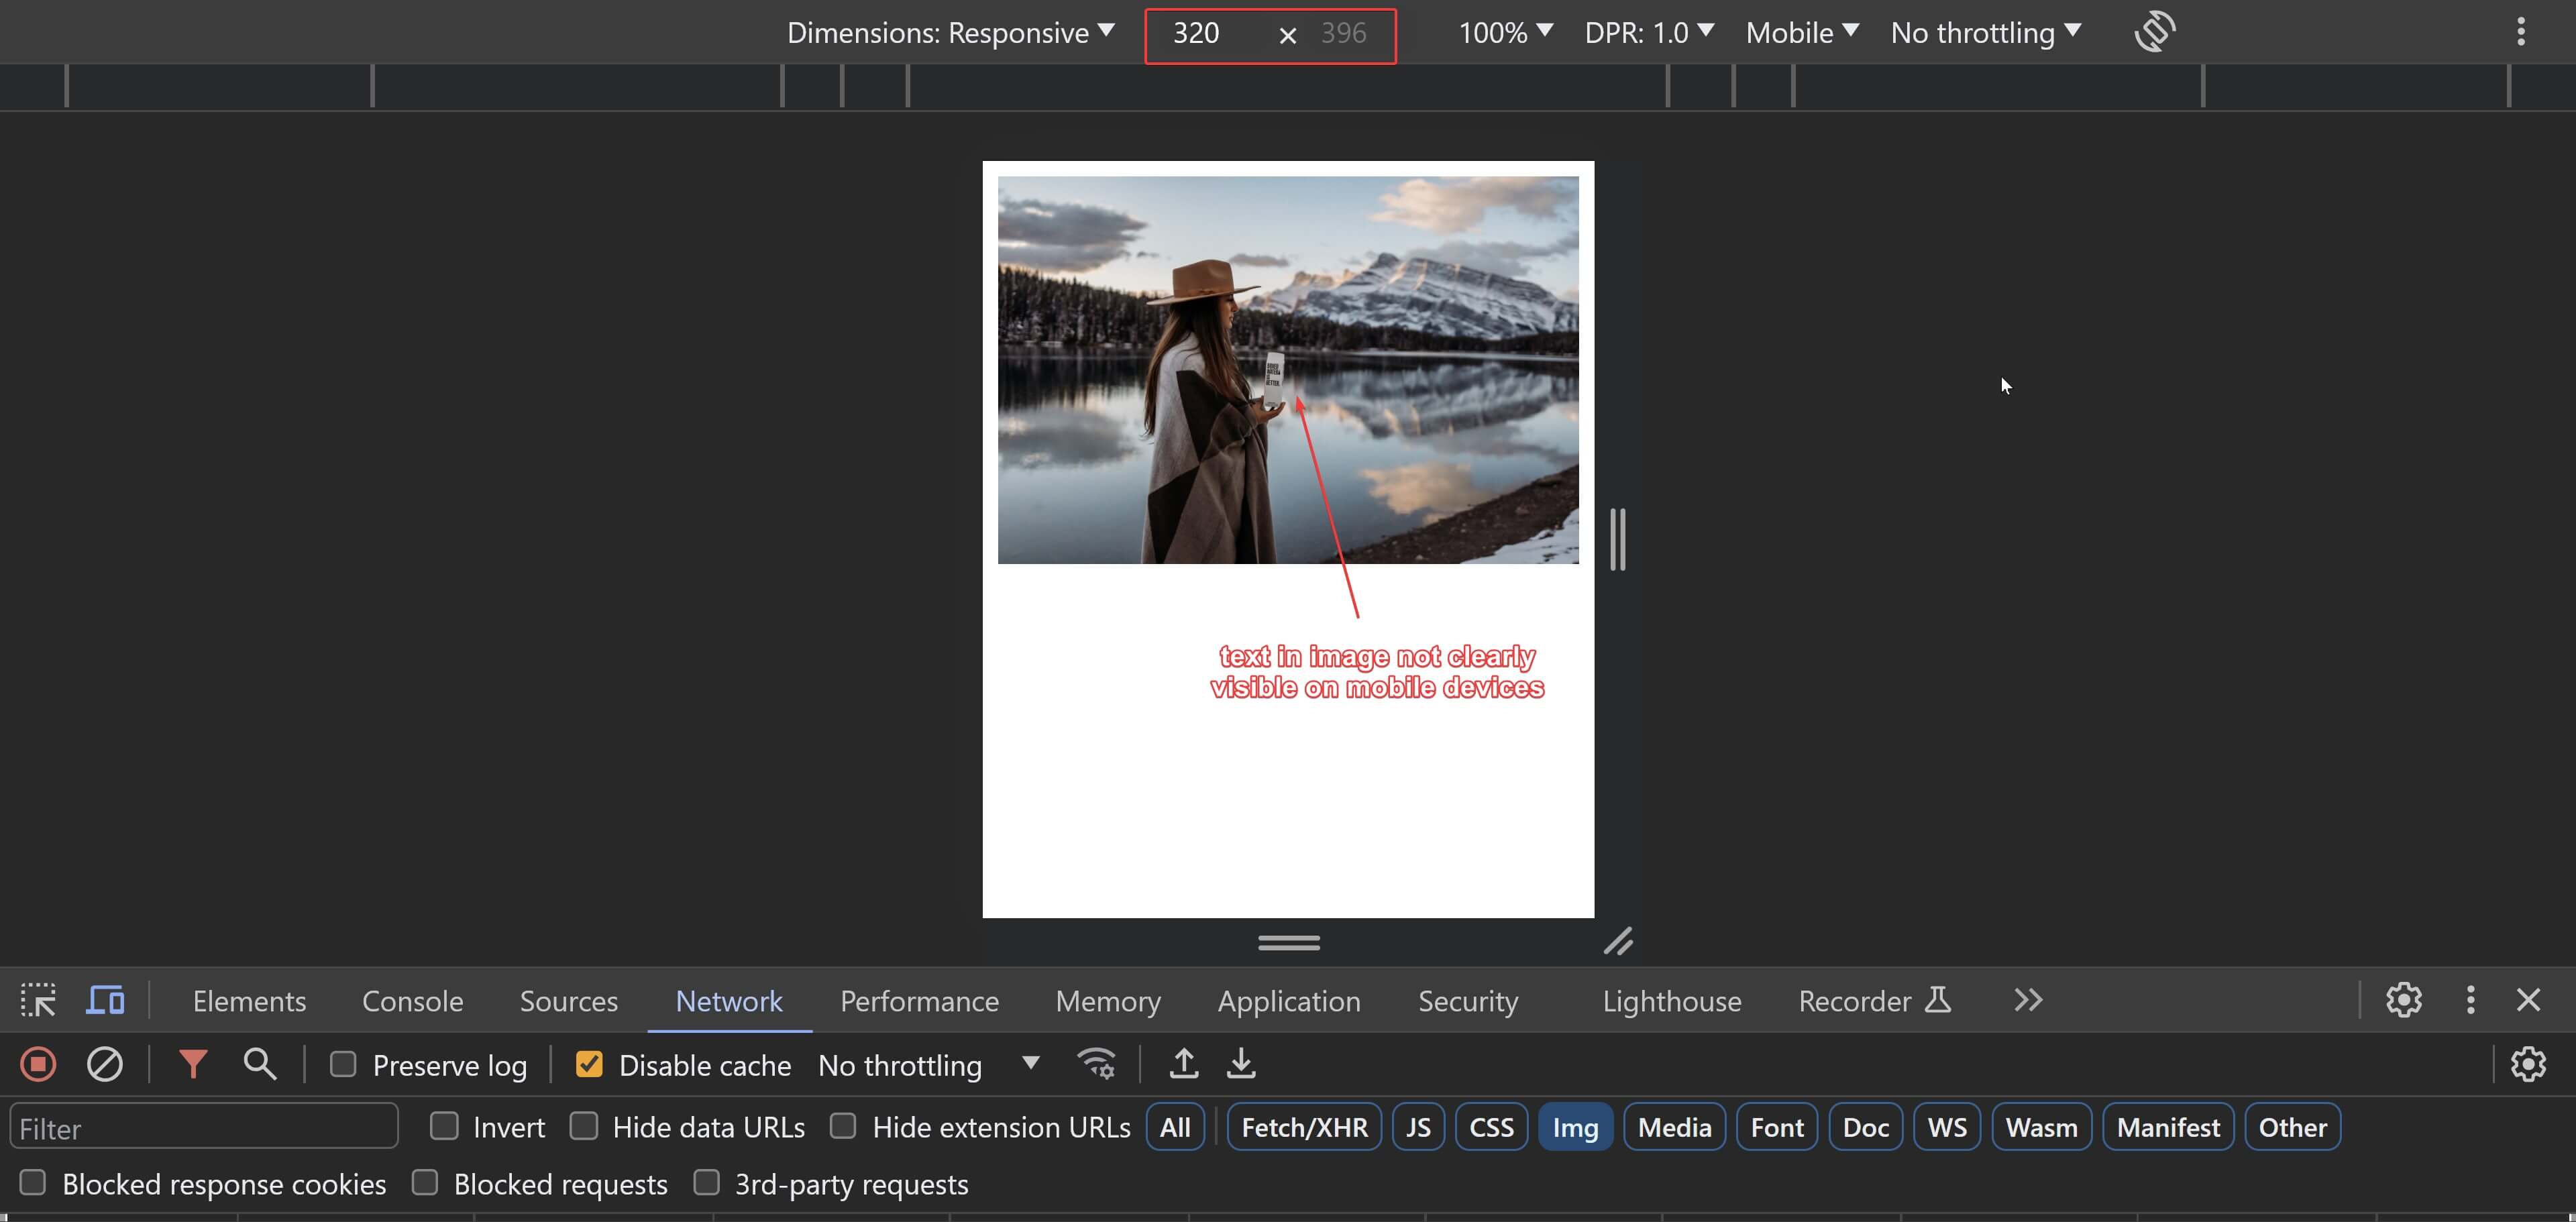 Dimensions: Responsive ▼ 320 × 396 100% ▼ DPR: 1.0 ▼ Mobile ▼ No throttling ▼
text in image not clearly
visible on mobile devices
Elements Console Sources Network Performance Memory Application Security Lighthouse Recorder
Preserve log Disable cache No throttling ▼
Filter Invert Hide data URLs Hide extension URLs All Fetch/XHR JS CSS Img Media Font Doc WS Wasm Manifest Other
Blocked response cookies Blocked requests 3rd-party requests